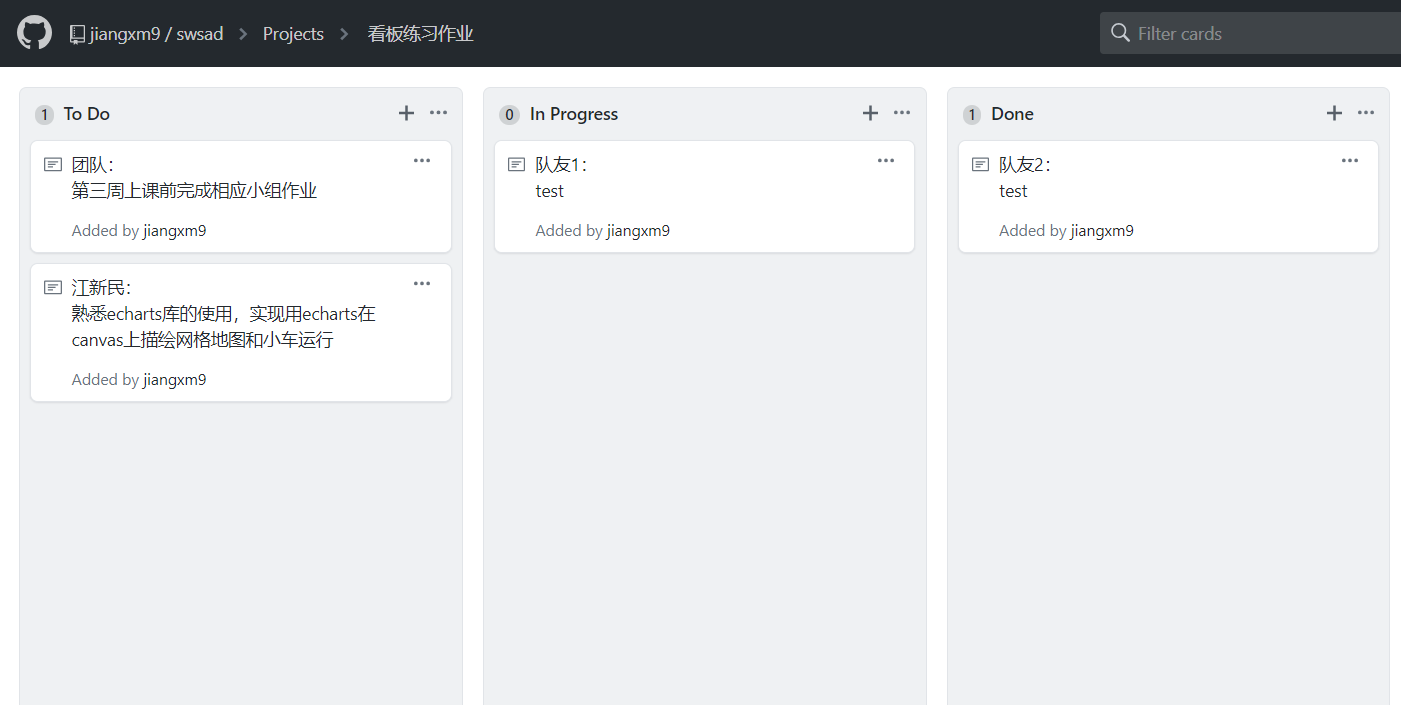 jiangxm9 / swsad > Projects > 看板练习作业
Filter cards
1 To Do
团队：
第三周上课前完成相应小组作业
Added by jiangxm9
江新民：
熟悉echarts库的使用，实现用echarts在
canvas上描绘网格地图和小车运行
Added by jiangxm9
0 In Progress
队友1：
test
Added by jiangxm9
1 Done
队友2：
test
Added by jiangxm9